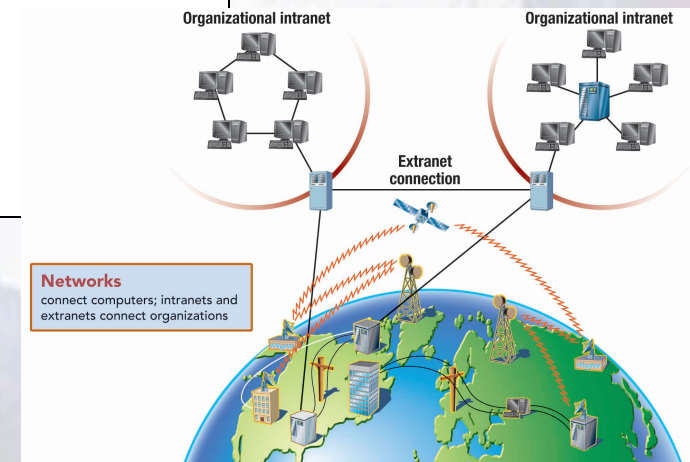 Organizational intranet
Organizational intranet
Extranet
connection
Networks
connect computers; intranets and
extranets connect organizations